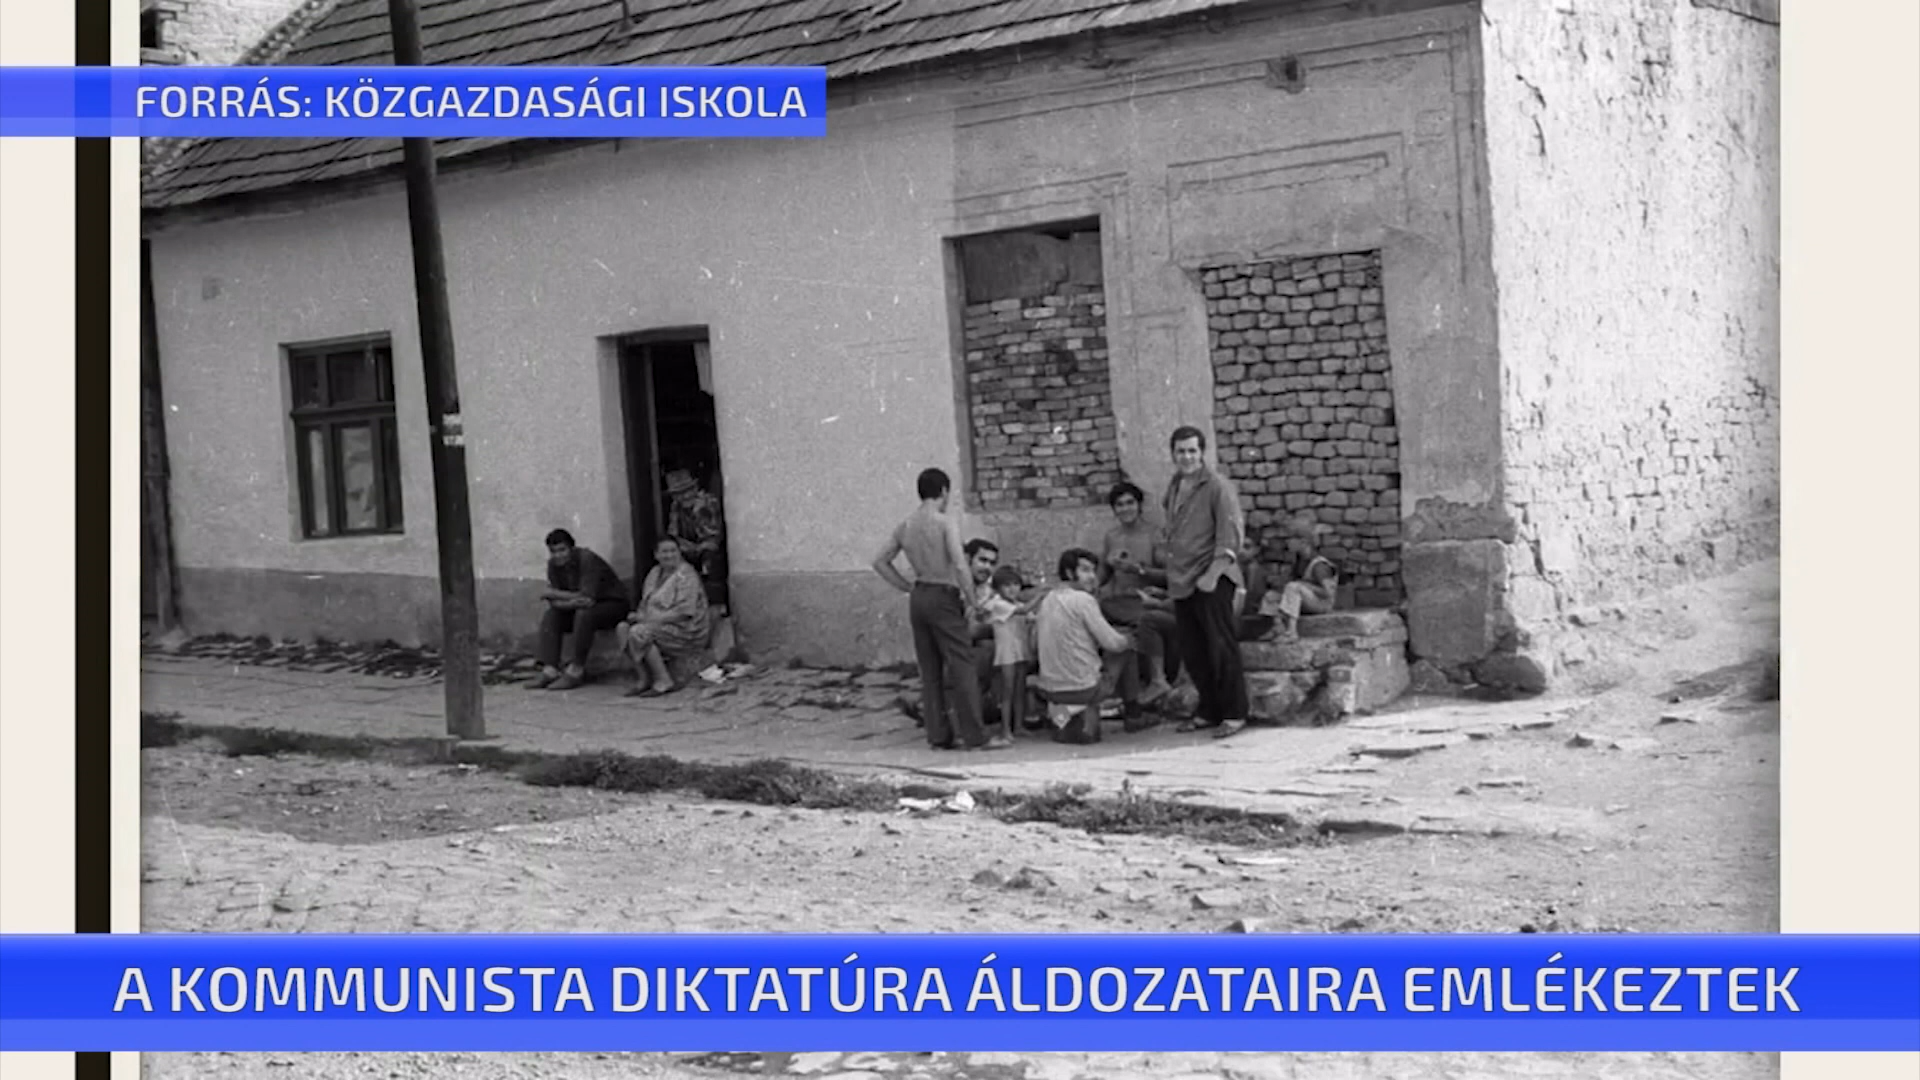 FORRÁS: KÖZGAZDASÁGI ISKOLA
A KOMMUNISTA DIKTATÚRA ÁLDOZATAIRA EMLÉKEZTEK